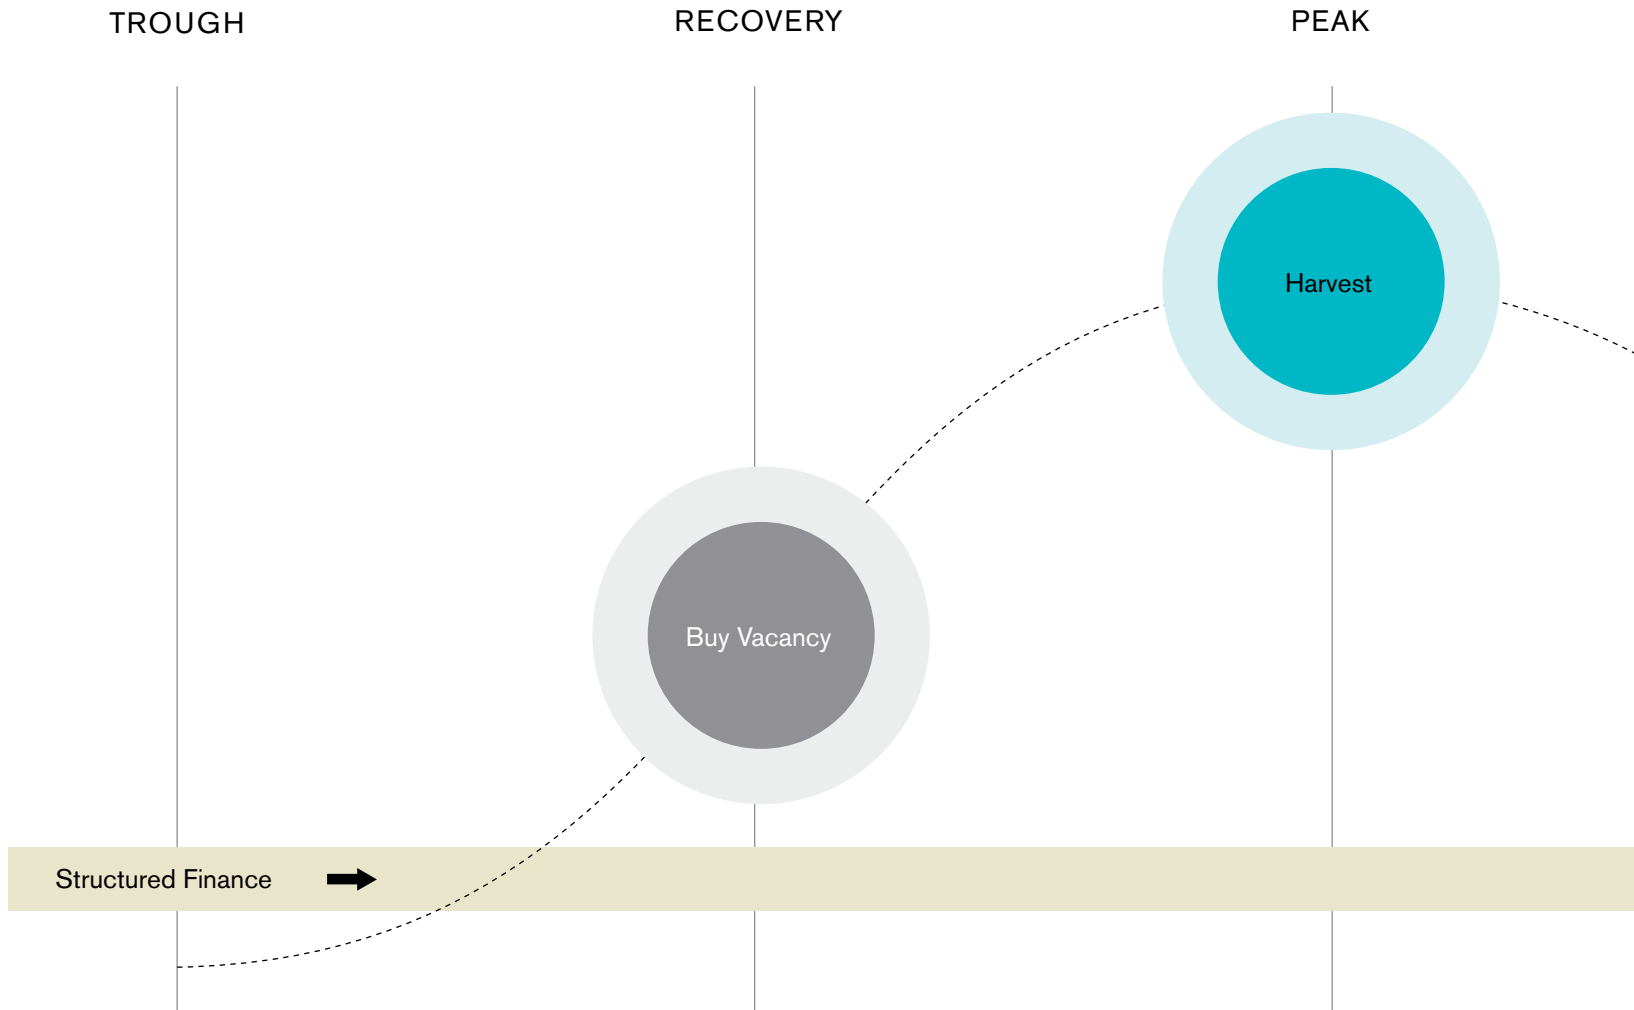 TROUGH
RECOVERY
PEAK
Harvest
Buy Vacancy
Structured Finance